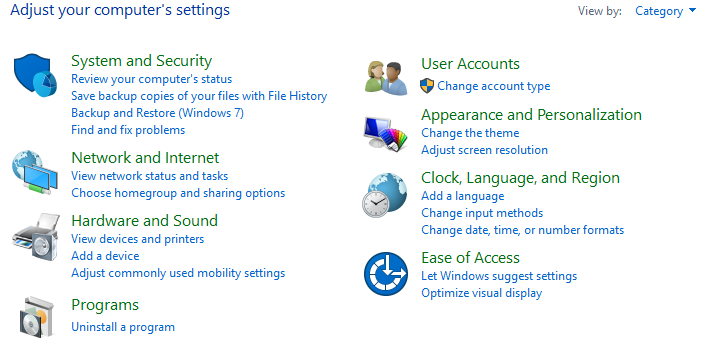 Adjust your computer's settings
View by: Category
System and Security
Review your computer's status
Save backup copies of your files with File History
Backup and Restore (Windows 7)
Find and fix problems
Network and Internet
View network status and tasks
Choose homegroup and sharing options
Hardware and Sound
View devices and printers
Add a device
Adjust commonly used mobility settings
Programs
Uninstall a program
User Accounts
Change account type
Appearance and Personalization
Change the theme
Adjust screen resolution
Clock, Language, and Region
Add a language
Change input methods
Change date, time, or number formats
Ease of Access
Let Windows suggest settings
Optimize visual display